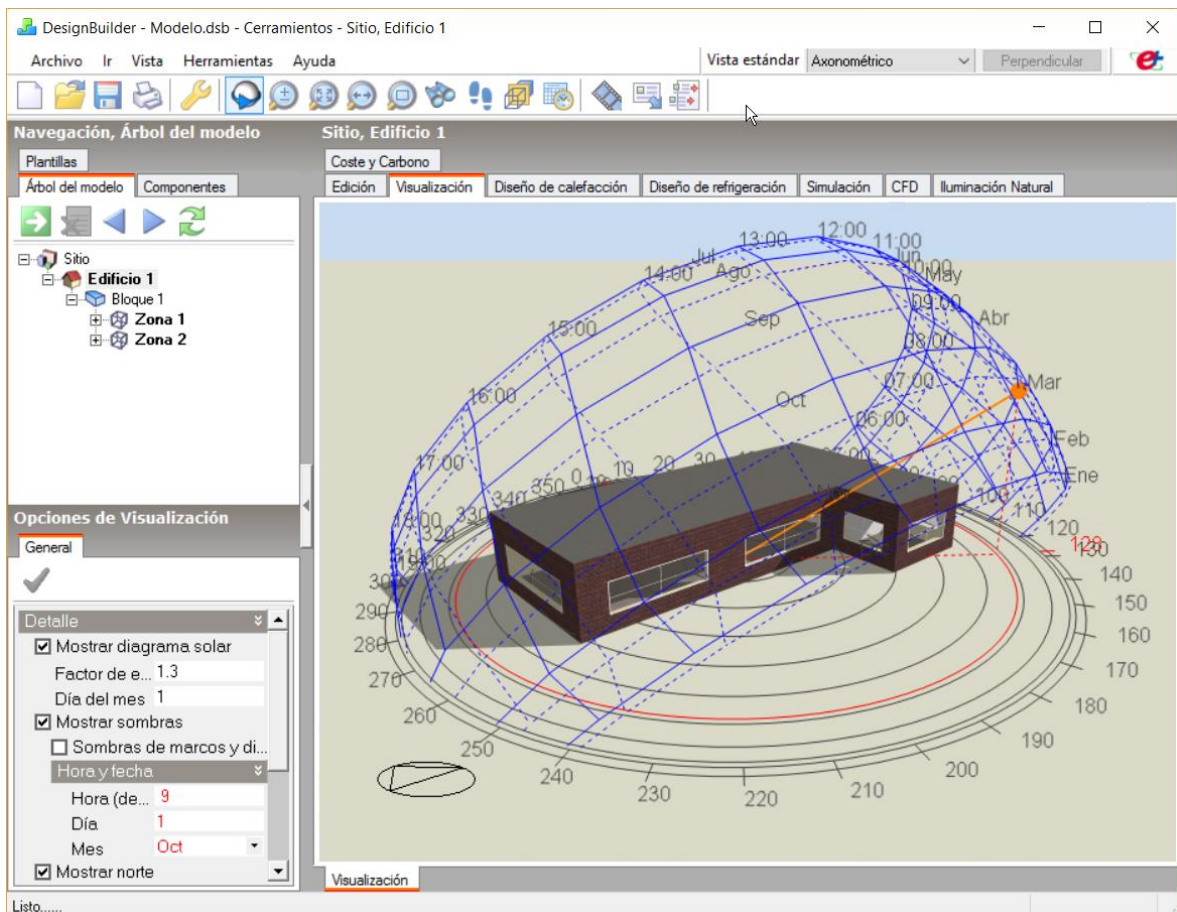 DesignBuilder - Modelo.dsb - Cerramientos - Sitio, Edificio 1
Archivo Ir Vista Herramientas Ayuda
Vista estándar Axonométrico Perpendicular
Navegación, Árbol del modelo
Plantillas
Árbol del modelo Componentes
Sitio
Edificio 1
Bloque 1
Zona 1
Zona 2
Opciones de Visualización
General
Detalle
Mostrar diagrama solar
Factor de e... 1.3
Día del mes 1
Mostrar sombras
Sombras de marcos y di...
Hora y fecha
Hora (de... 9
Día 1
Mes Oct
Mostrar norte
Sitio, Edificio 1
Coste y Carbono
Edición Visualización Diseño de calefacción Diseño de refrigeración Simulación CFD Iluminación Natural
13:00 12:00 11:00
Jul Jun
14:00 Ago 10:00 May
09:00
15:00 Sep Abr
08:00
16:00 07:00 Mar
Oct
06:00
Feb
17:00 Ene
340 350 0 10 20 30
100 110
18:00 330
320 120
310 128 130
19:00
140
290 150
280 160
270 170
260 180
250 190
240 200
230 220 210
Visualización
Listo......